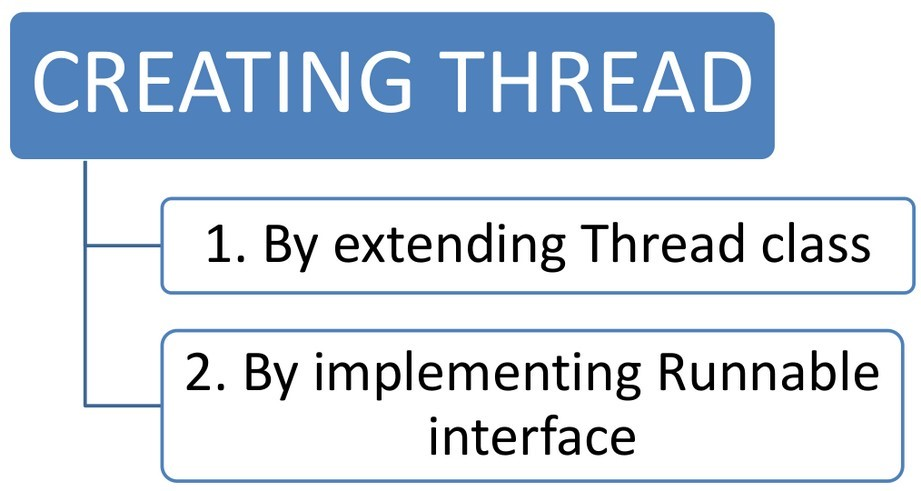 CREATING THREAD
1. By extending Thread class
2. By implementing Runnable
interface